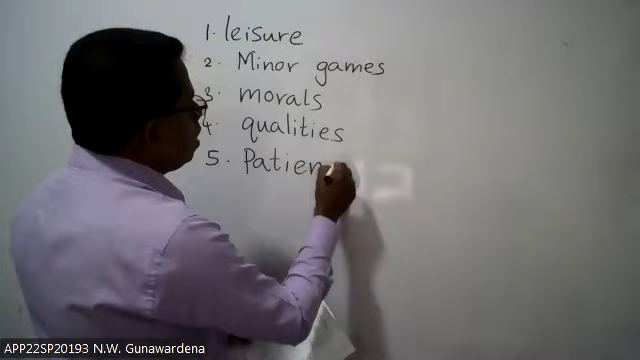 1. leisure
2. Minor games
3. morals
4. qualities
5. Patien
APP22SP20193 N.W. Gunawardena